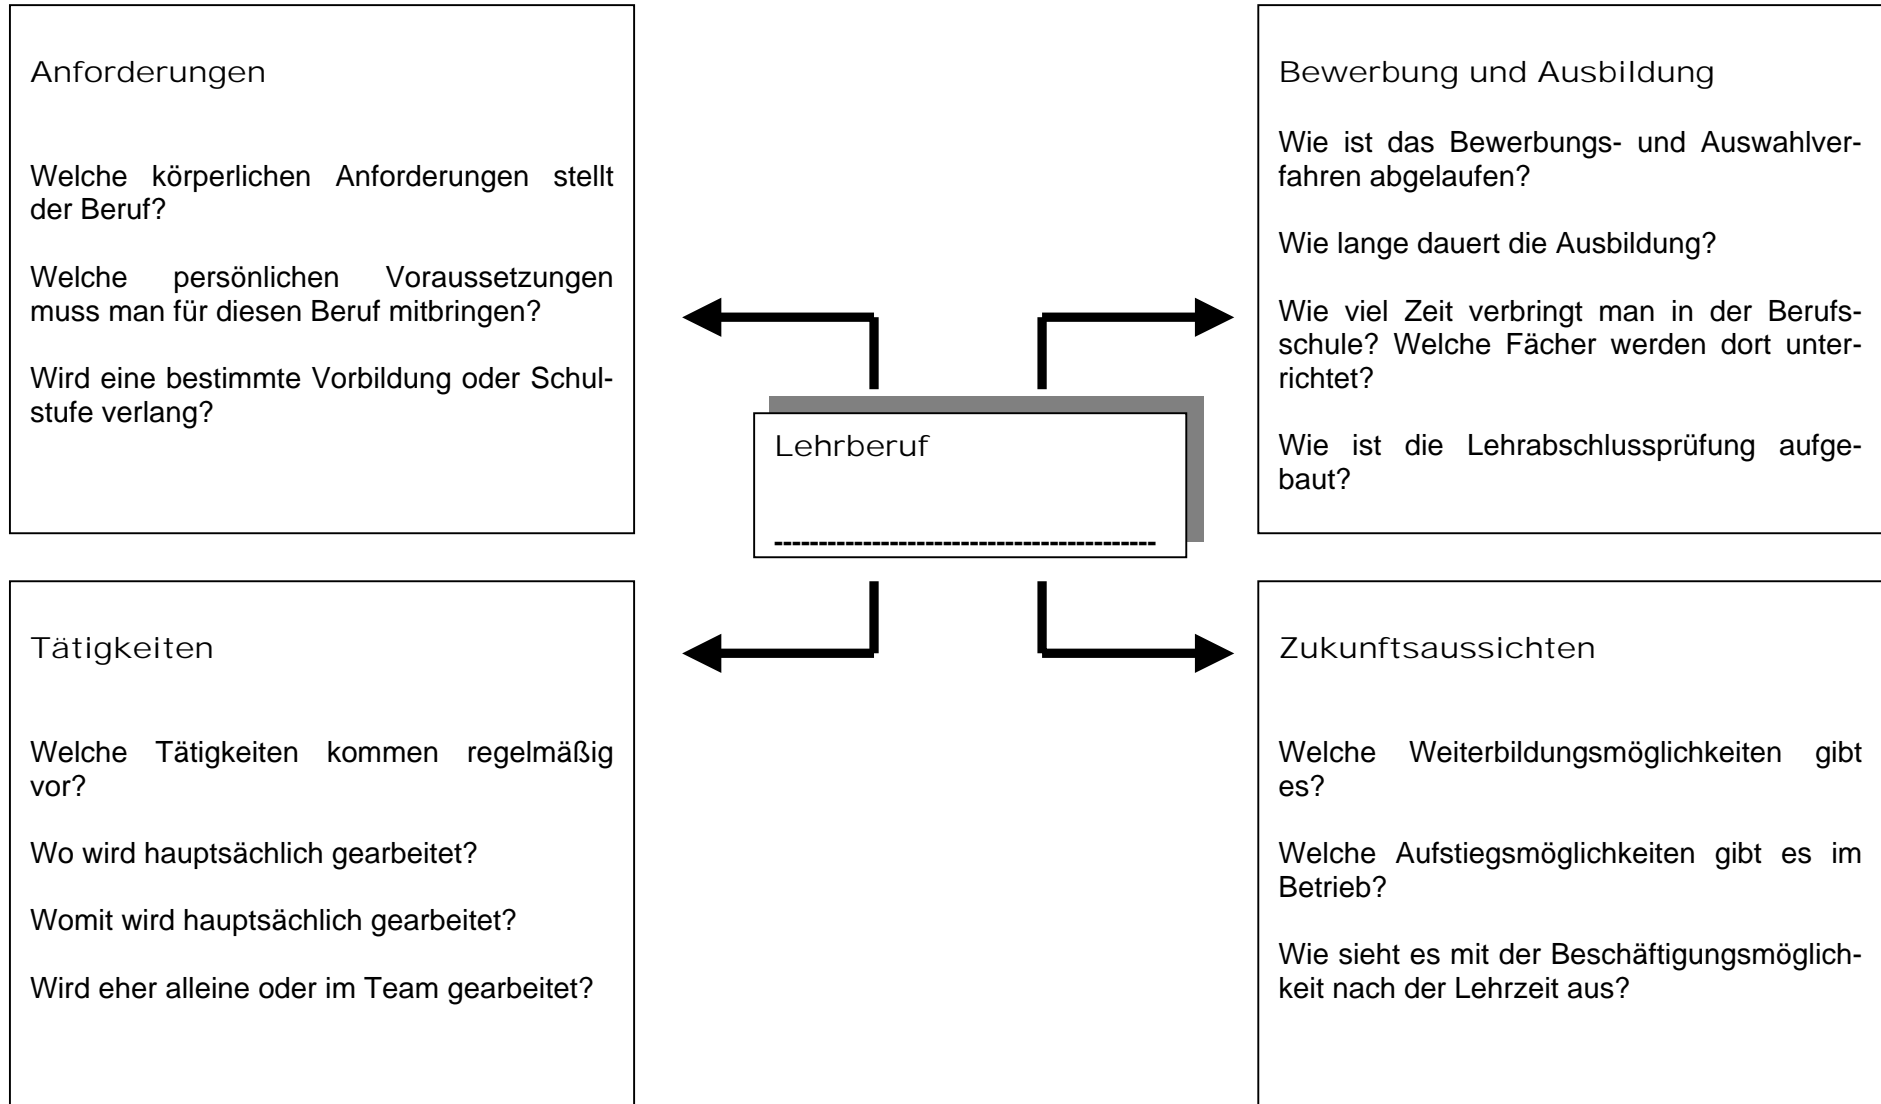 Anforderungen
Welche körperlichen Anforderungen stellt
der Beruf?
Welche persönlichen Voraussetzungen
muss man für diesen Beruf mitbringen?
Wird eine bestimmte Vorbildung oder Schul-
stufe verlang?
Bewerbung und Ausbildung
Wie ist das Bewerbungs- und Auswahlver-
fahren abgelaufen?
Wie lange dauert die Ausbildung?
Wie viel Zeit verbringt man in der Berufs-
schule? Welche Fächer werden dort unter-
richtet?
Wie ist die Lehrabschlussprüfung aufge-
baut?
Lehrberuf
-------------------------------------------
Tätigkeiten
Welche Tätigkeiten kommen regelmäßig
vor?
Wo wird hauptsächlich gearbeitet?
Womit wird hauptsächlich gearbeitet?
Wird eher alleine oder im Team gearbeitet?
Zukunftsaussichten
Welche Weiterbildungsmöglichkeiten gibt
es?
Welche Aufstiegsmöglichkeiten gibt es im
Betrieb?
Wie sieht es mit der Beschäftigungsmöglich-
keit nach der Lehrzeit aus?